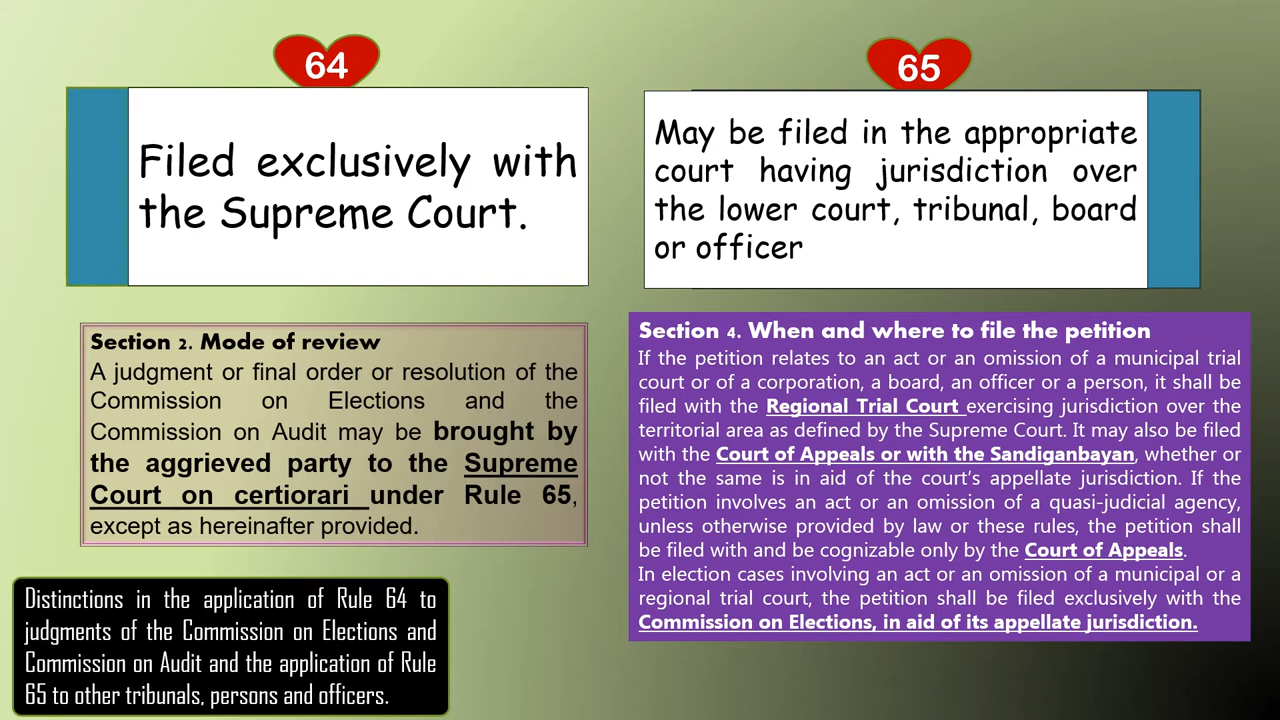 64
Filed exclusively with
the Supreme Court.
Section 2. Mode of review
A judgment or final order or resolution of the
Commission on Elections and the
Commission on Audit may be brought by
the aggrieved party to the Supreme
Court on certiorari under Rule 65,
except as hereinafter provided.
Distinctions in the application of Rule 64 to
judgments of the Commission on Elections and
Commission on Audit and the application of Rule
65 to other tribunals, persons and officers.
65
May be filed in the appropriate
court having jurisdiction over
the lower court, tribunal, board
or officer
Section 4. When and where to file the petition
If the petition relates to an act or an omission of a municipal trial
court or of a corporation, a board, an officer or a person, it shall be
filed with the Regional Trial Court exercising jurisdiction over the
territorial area as defined by the Supreme Court. It may also be filed
with the Court of Appeals or with the Sandiganbayan, whether or
not the same is in aid of the court's appellate jurisdiction. If the
petition involves an act or an omission of a quasi-judicial agency,
unless otherwise provided by law or these rules, the petition shall
be filed with and be cognizable only by the Court of Appeals.
In election cases involving an act or an omission of a municipal or a
regional trial court, the petition shall be filed exclusively with the
Commission on Elections, in aid of its appellate jurisdiction.